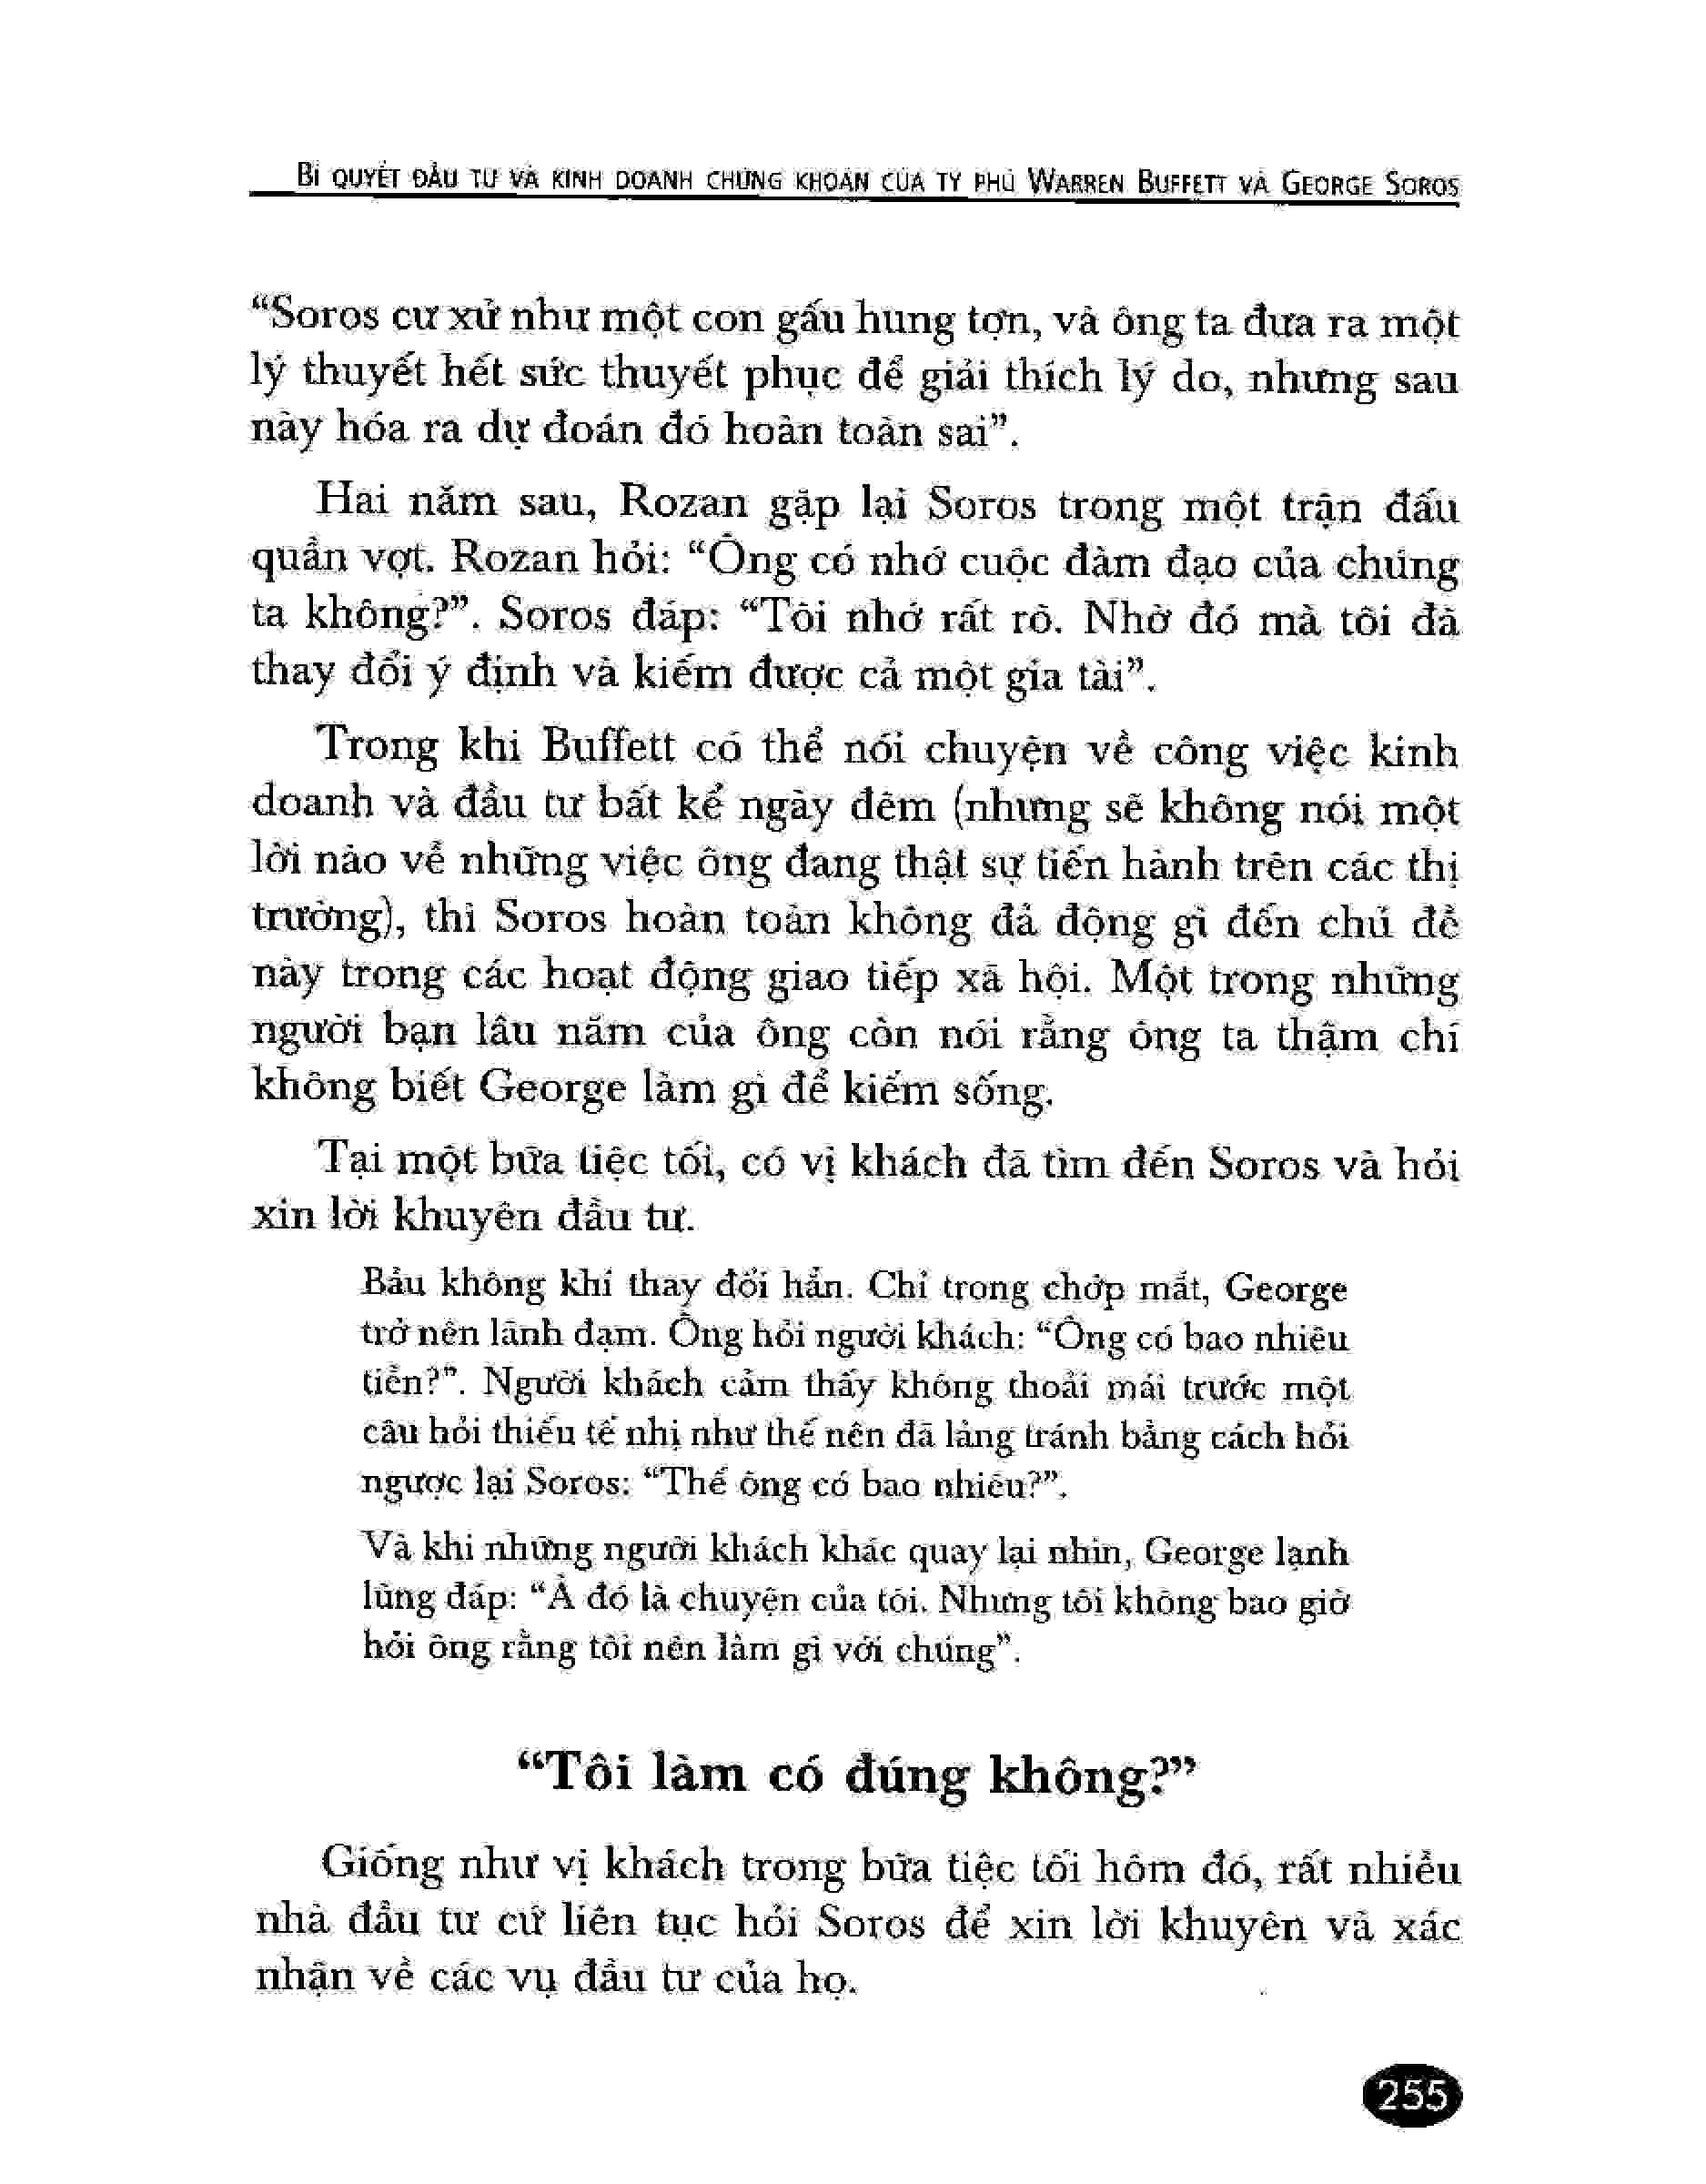 BÍ QUYẾT ĐẦU TƯ VÀ KINH DOANH CHỨNG KHOÁN CỦA TỶ PHÚ WARREN BUFFETT VÀ GEORGE SOROS
“Soros cư xử như một con gấu hung tợn, và ông ta đưa ra một
lý thuyết hết sức thuyết phục để giải thích lý do, nhưng sau
này hóa ra dự đoán đó hoàn toàn sai”.
Hai năm sau, Rozan gặp lại Soros trong một trận đấu
quần vợt. Rozan hỏi: “Ông có nhớ cuộc đàm đạo của chúng
ta không?”. Soros đáp: “Tôi nhớ rất rõ. Nhờ đó mà tôi đã
thay đổi ý định và kiếm được cả một gia tài”.
Trong khi Buffett có thể nói chuyện về công việc kinh
doanh và đầu tư bất kể ngày đêm (nhưng sẽ không nói một
lời nào về những việc ông đang thật sự tiến hành trên các thị
trường), thì Soros hoàn toàn không đả động gì đến chủ đề
này trong các hoạt động giao tiếp xã hội. Một trong những
người bạn lâu năm của ông còn nói rằng ông ta thậm chí
không biết George làm gì để kiếm sống.
Tại một bữa tiệc tối, có vị khách đã tìm đến Soros và hỏi
xin lời khuyên đầu tư.
Bầu không khí thay đổi hẳn. Chỉ trong chớp mắt, George
trở nên lãnh đạm. Ông hỏi người khách: “Ông có bao nhiêu
tiền?”. Người khách cảm thấy không thoải mái trước một
câu hỏi thiếu tế nhị như thế nên đã lảng tránh bằng cách hỏi
ngược lại Soros: “Thế ông có bao nhiêu?”.
Và khi những người khách khác quay lại nhìn, George lạnh
lùng đáp: “À đó là chuyện của tôi. Nhưng tôi không bao giờ
hỏi ông rằng tôi nên làm gì với chúng”.
“Tôi làm có đúng không?”
Giống như vị khách trong bữa tiệc tối hôm đó, rất nhiều
nhà đầu tư cứ liên tục hỏi Soros để xin lời khuyên và xác
nhận về các vụ đầu tư của họ.
255